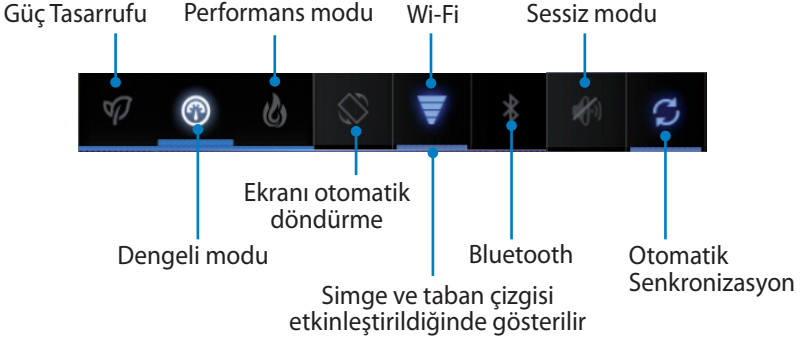 Güç Tasarrufu
Performans modu
Wi-Fi
Sessiz modu
Ekranı otomatik
döndürme
Dengeli modu
Bluetooth
Otomatik
Senkronizasyon
Simge ve taban çizgisi
etkinleştirildiğinde gösterilir